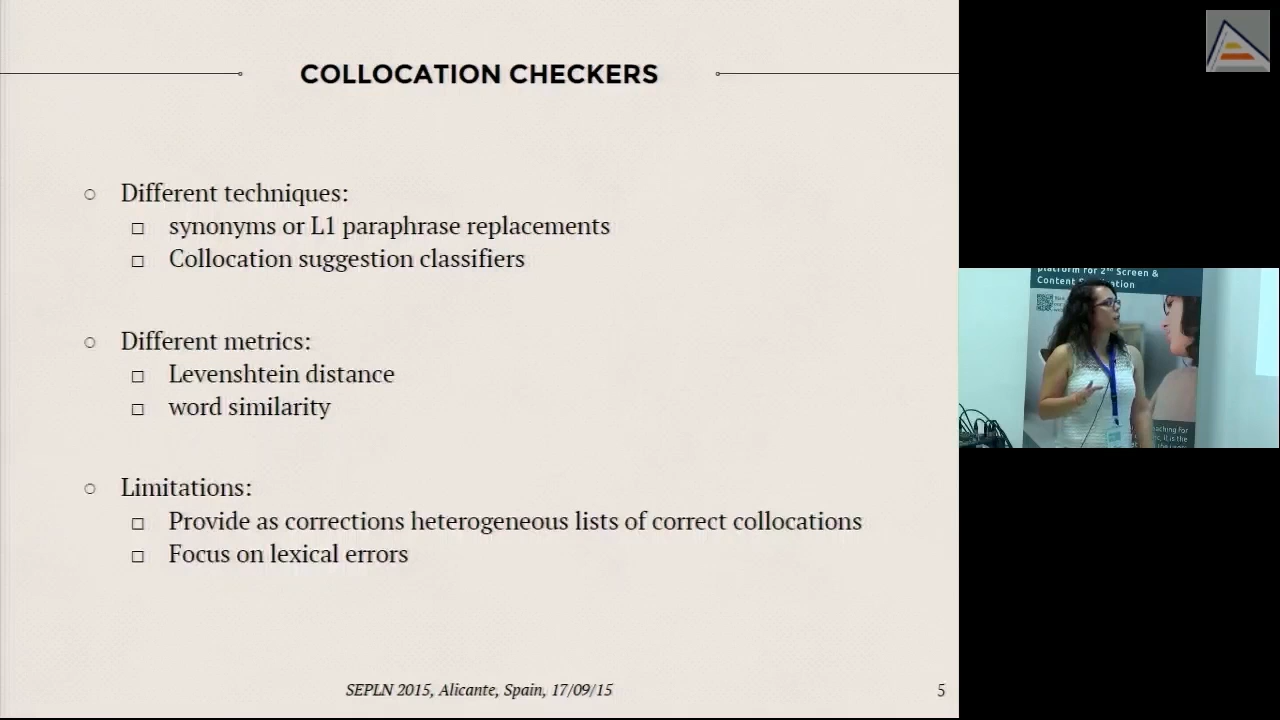 COLLOCATION CHECKERS
○ Different techniques:
□ synonyms or L1 paraphrase replacements
□ Collocation suggestion classifiers
○ Different metrics:
□ Levenshtein distance
□ word similarity
○ Limitations:
□ Provide as corrections heterogeneous lists of correct collocations
□ Focus on lexical errors
SEPLN 2015, Alicante, Spain, 17/09/15
5
platform for 2nd Screen &
Content